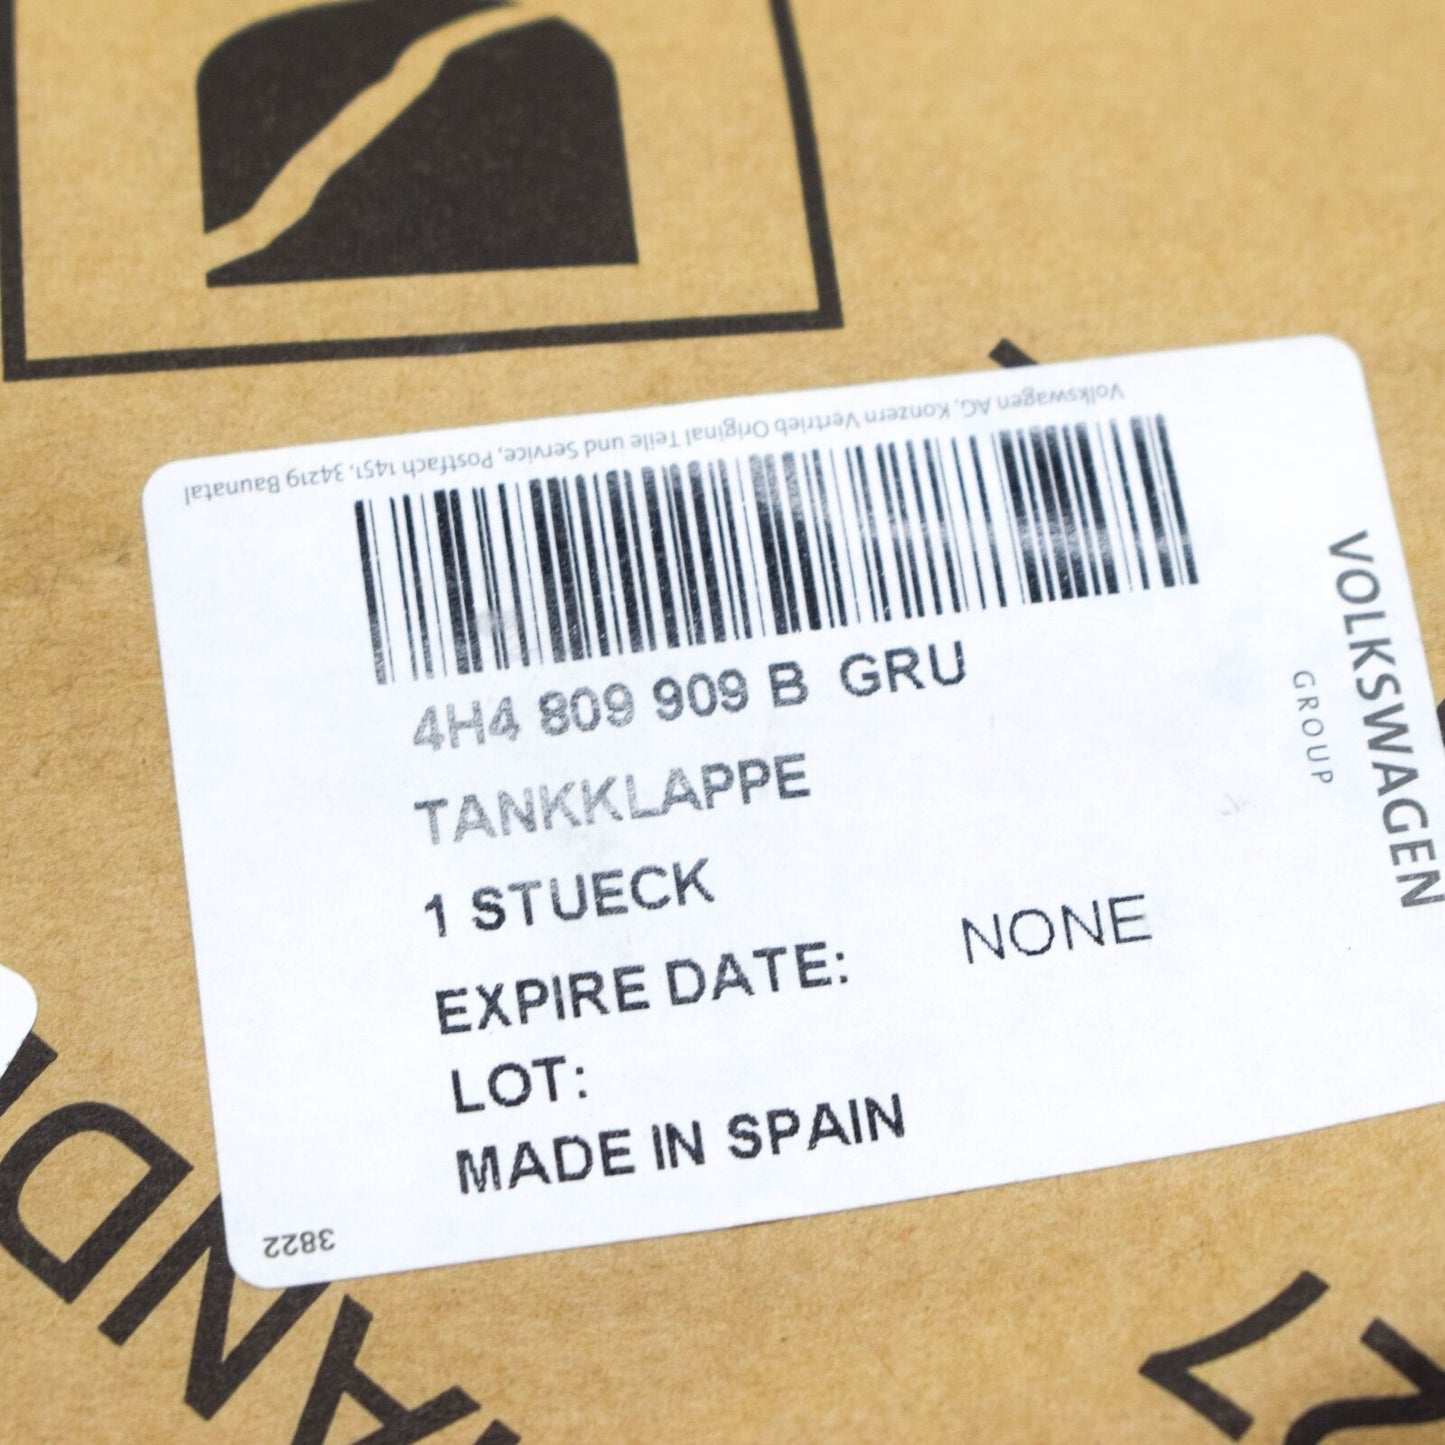 Volkswagen AG, Konzern Vertrieb Original Teile und Service, Postfach 1451, 34219 Baunatal
4H4 809 909 B GRU
TANKKLAPPE
1 STUECK
EXPIRE DATE: NONE
LOT:
MADE IN SPAIN
VOLKSWAGEN
GROUP
3822